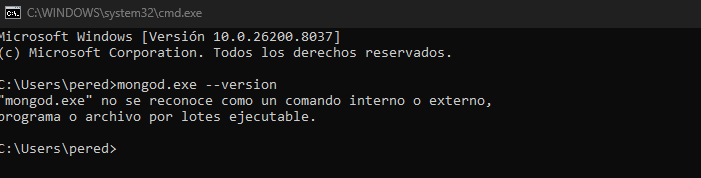 C:\WINDOWS\system32\cmd.exe
Microsoft Windows [Versión 10.0.26200.8037]
(c) Microsoft Corporation. Todos los derechos reservados.
C:\Users\pered>mongod.exe --version
"mongod.exe" no se reconoce como un comando interno o externo,
programa o archivo por lotes ejecutable.
C:\Users\pered>